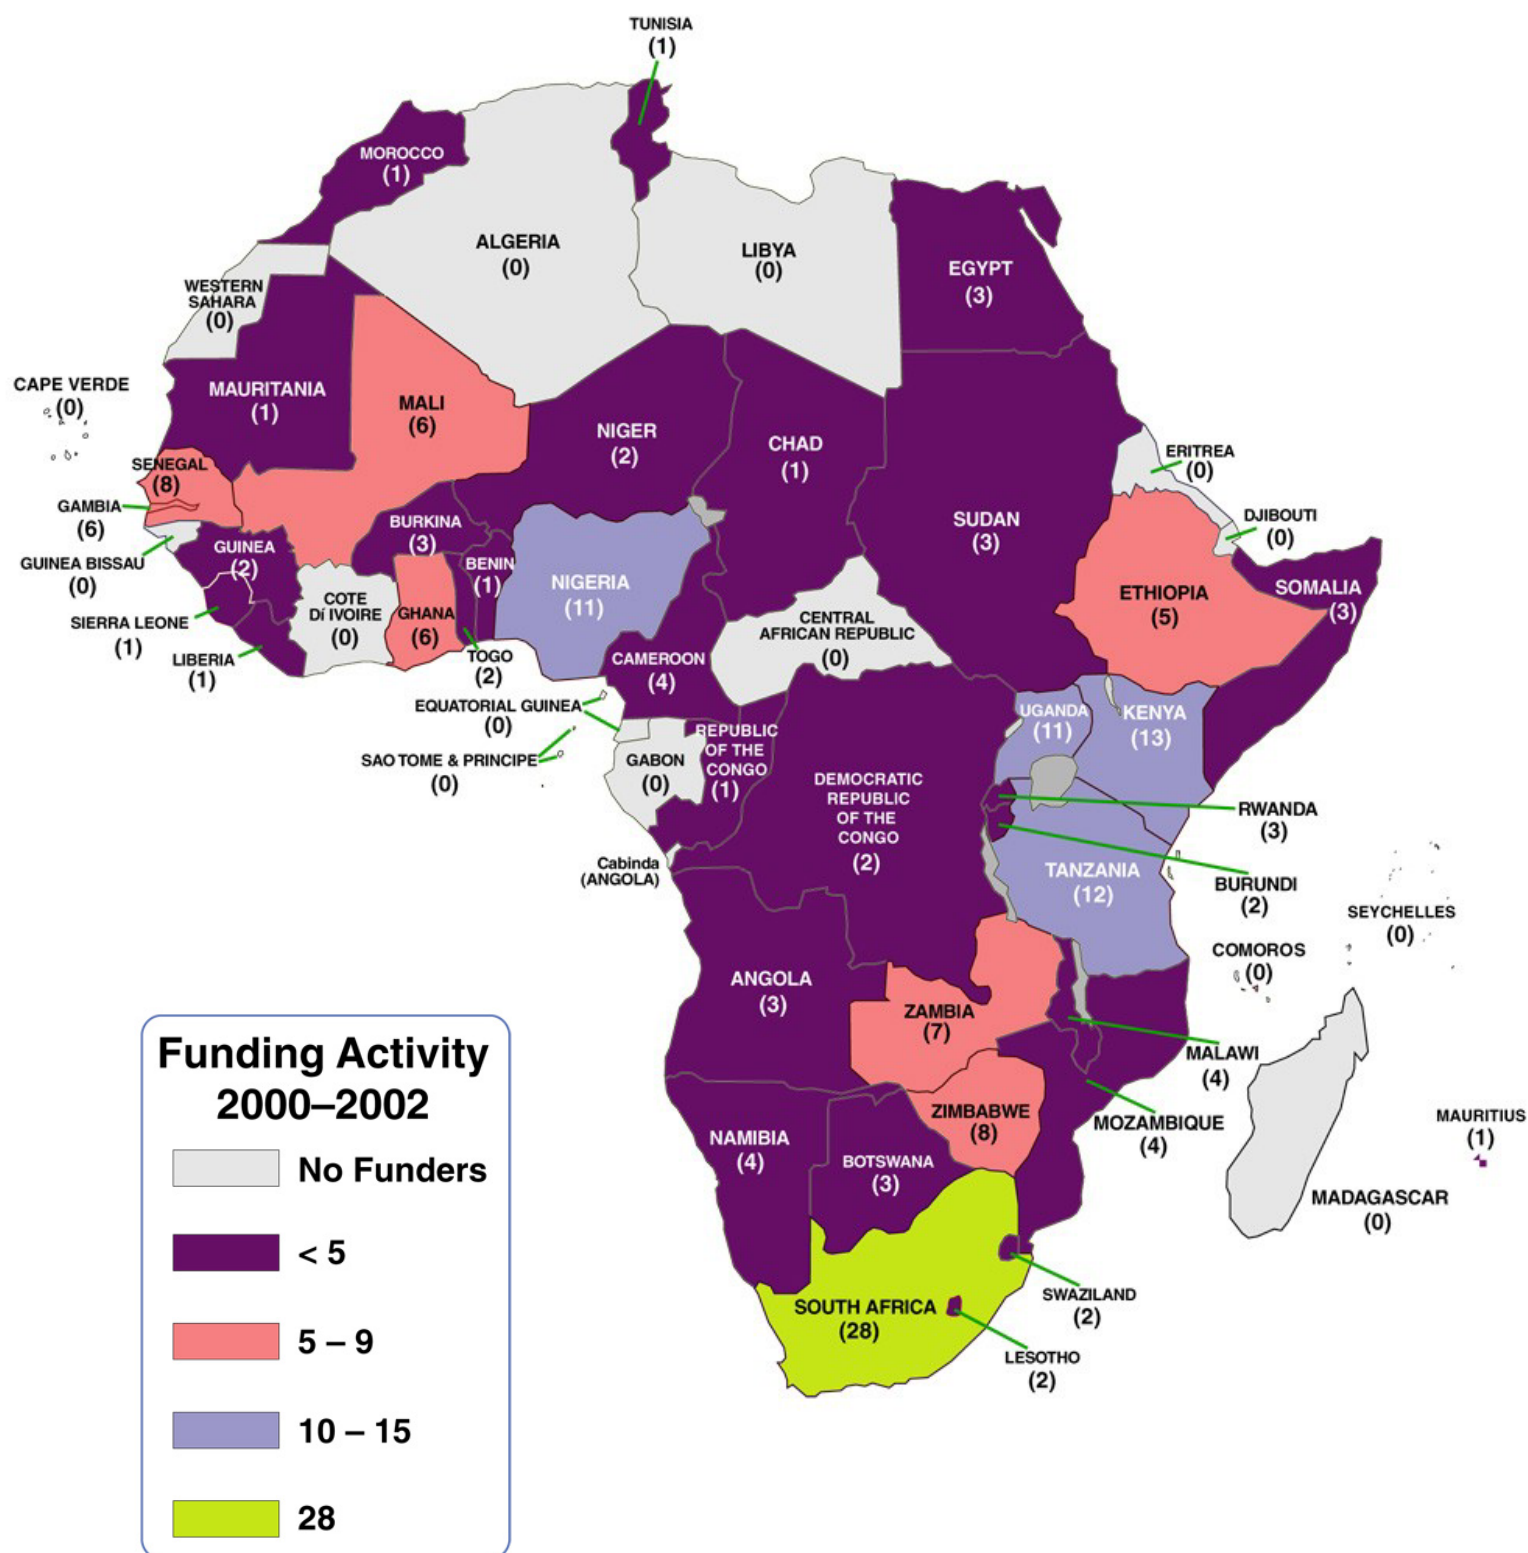 TUNISIA
(1)
MOROCCO
(1)
ALGERIA
(0)
LIBYA
(0)
EGYPT
(3)
WESTERN
SAHARA
(0)
CAPE VERDE
(0)
MAURITANIA
(1)
MALI
(6)
NIGER
(2)
CHAD
(1)
SUDAN
(3)
ERITREA
(0)
DJIBOUTI
(0)
SENEGAL
(8)
GAMBIA
(6)
GUINEA BISSAU
(0)
GUINEA
(2)
SIERRA LEONE
(1)
LIBERIA
(1)
COTE
Dí IVOIRE
(0)
BURKINA
(3)
GHANA
(6)
BENIN
(1)
TOGO
(2)
NIGERIA
(11)
CAMEROON
(4)
CENTRAL
AFRICAN REPUBLIC
(0)
ETHIOPIA
(5)
SOMALIA
(3)
EQUATORIAL GUINEA
(0)
SAO TOME & PRINCIPE
(0)
GABON
(0)
REPUBLIC
OF THE
CONGO
(1)
DEMOCRATIC
REPUBLIC
OF THE
CONGO
(2)
UGANDA
(11)
KENYA
(13)
RWANDA
(3)
BURUNDI
(2)
TANZANIA
(12)
Cabinda
(ANGOLA)
SEYCHELLES
(0)
COMOROS
(0)
ANGOLA
(3)
ZAMBIA
(7)
MALAWI
(4)
MOZAMBIQUE
(4)
ZIMBABWE
(8)
NAMIBIA
(4)
BOTSWANA
(3)
MAURITIUS
(1)
MADAGASCAR
(0)
SOUTH AFRICA
(28)
SWAZILAND
(2)
LESOTHO
(2)
Funding Activity
2000–2002
No Funders
< 5
5 – 9
10 – 15
28